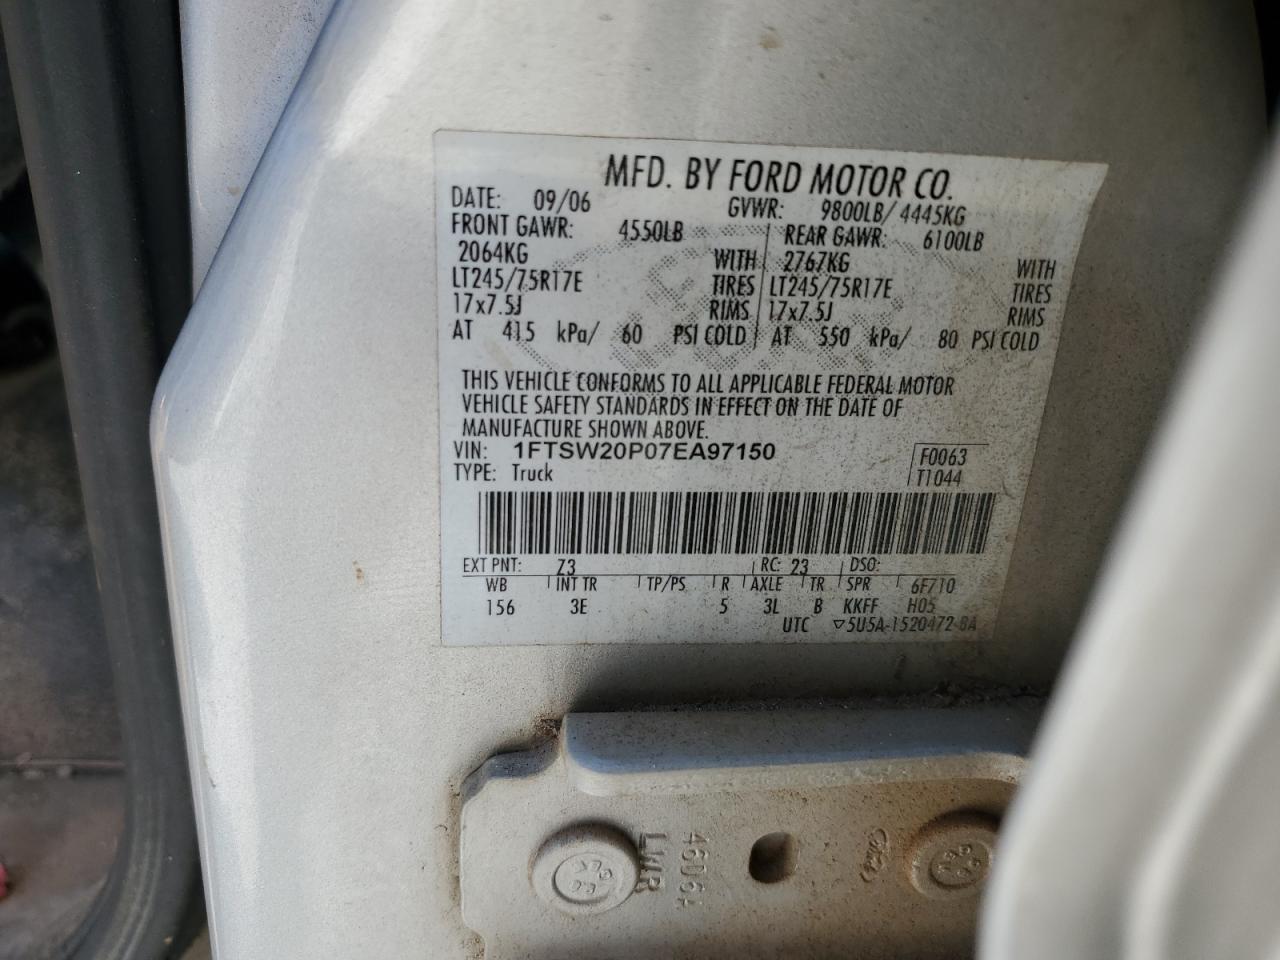 MFD. BY FORD MOTOR CO.
DATE: 09/06 GVWR: 9800LB/ 4445KG
FRONT GAWR: 4550LB REAR GAWR: 6100LB
2064KG WITH 2767KG WITH
LT245/75R17E TIRES LT245/75R17E TIRES
17x7.5J RIMS 17x7.5J RIMS
AT 415 kPa/ 60 PSI COLD AT 550 kPa/ 80 PSI COLD
THIS VEHICLE CONFORMS TO ALL APPLICABLE FEDERAL MOTOR
VEHICLE SAFETY STANDARDS IN EFFECT ON THE DATE OF
MANUFACTURE SHOWN ABOVE.
VIN: 1FTSW20P07EA97150 F0063
TYPE: Truck T1044
EXT PNT: Z3 RC: 23 DSO:
WB INT TR TP/PS R AXLE TR SPR 6F710
156 3E 5 3L B KKFF H05
UTC ▽5U5A-1520472-BA
46D64
LWR
Ford